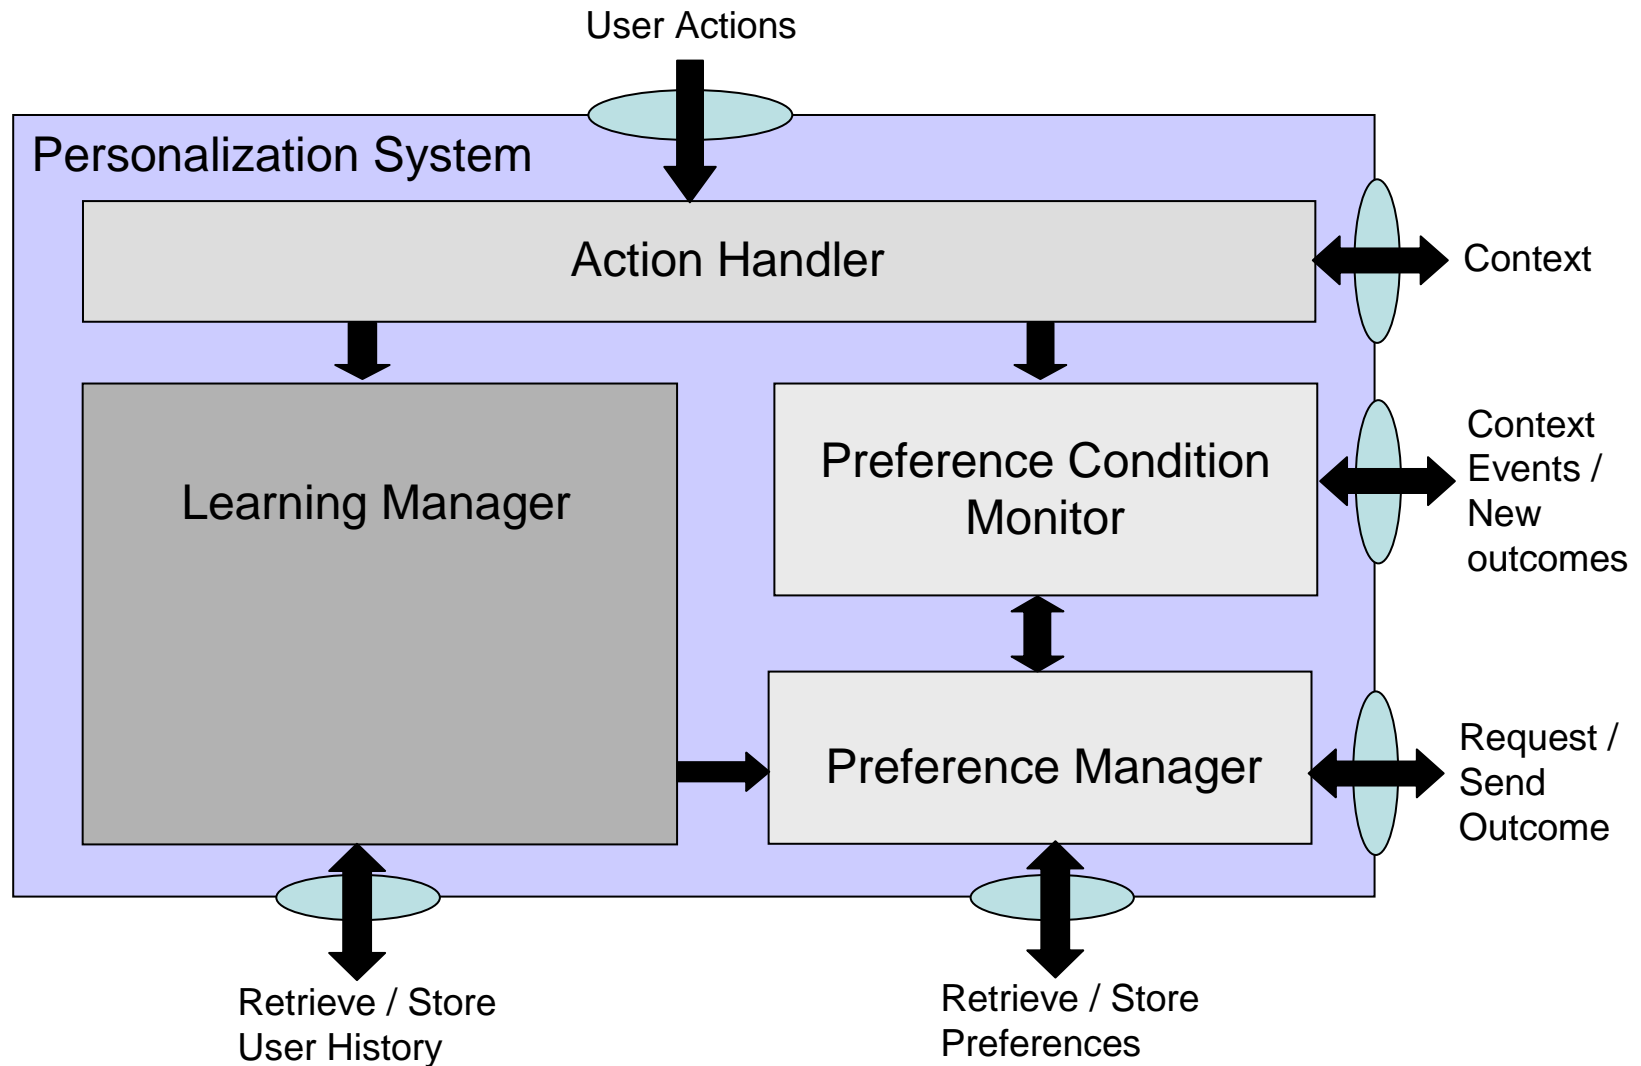 User Actions
Personalization System
Action Handler
Context
Learning Manager
Preference Condition
Monitor
Context
Events /
New
outcomes
Preference Manager
Request /
Send
Outcome
Retrieve / Store
User History
Retrieve / Store
Preferences